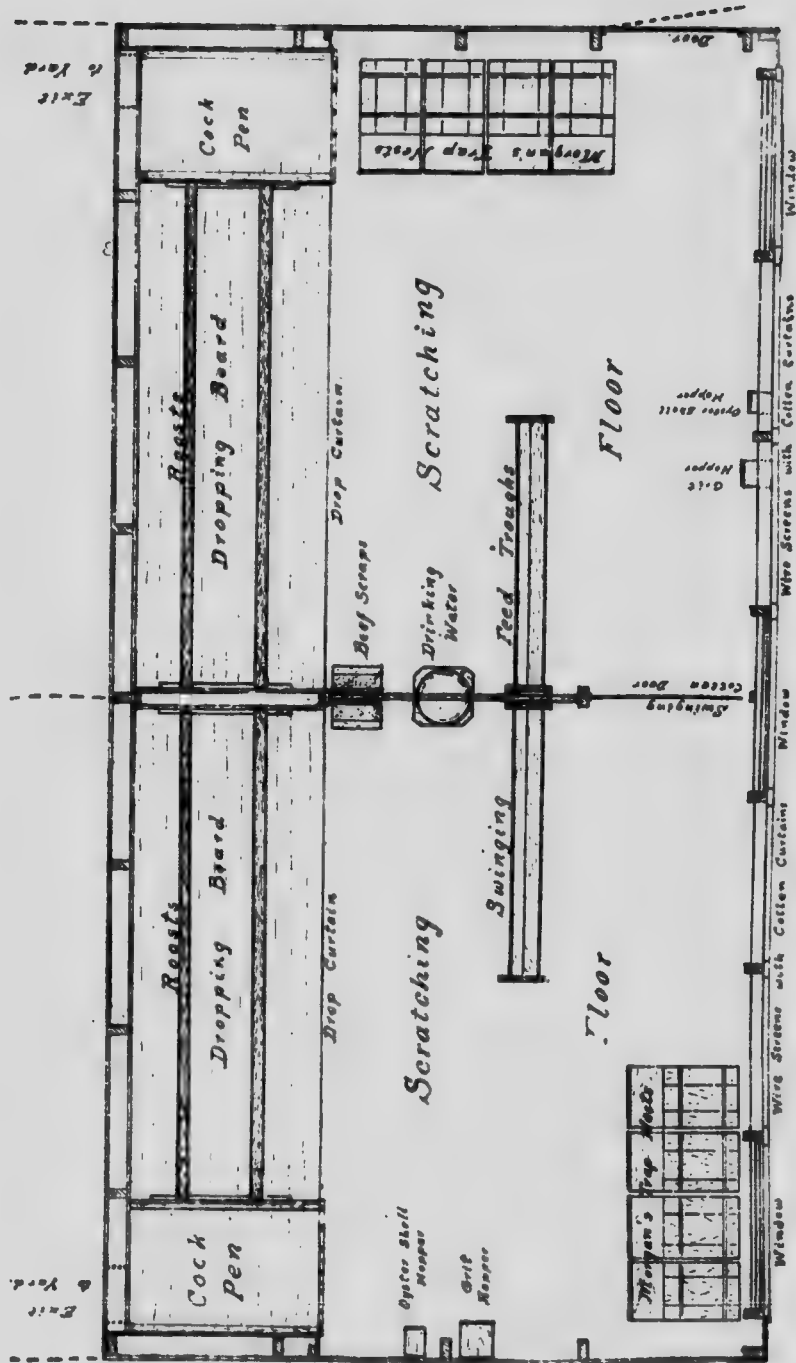 Exit
to Yard.
Cock
Pen
Roosts
Dropping Board
Drop Curtain
Morgan's Trap Nests
Door
Scratching
Floor
Window
Oyster Shell
Hopper
Grit
Hopper
Wire Screens with Cotton Curtains
Beef Scraps
Drinking
Water
Feed Troughs
Swinging
Swinging
Cotton Door
Window
Roosts
Dropping Board
Drop Curtain
Scratching
Floor
Wire Screens with Cotton Curtains
Exit
to Yard.
Cock
Pen
Oyster Shell
Hopper
Grit
Hopper
Morgan's Trap Nests
Window